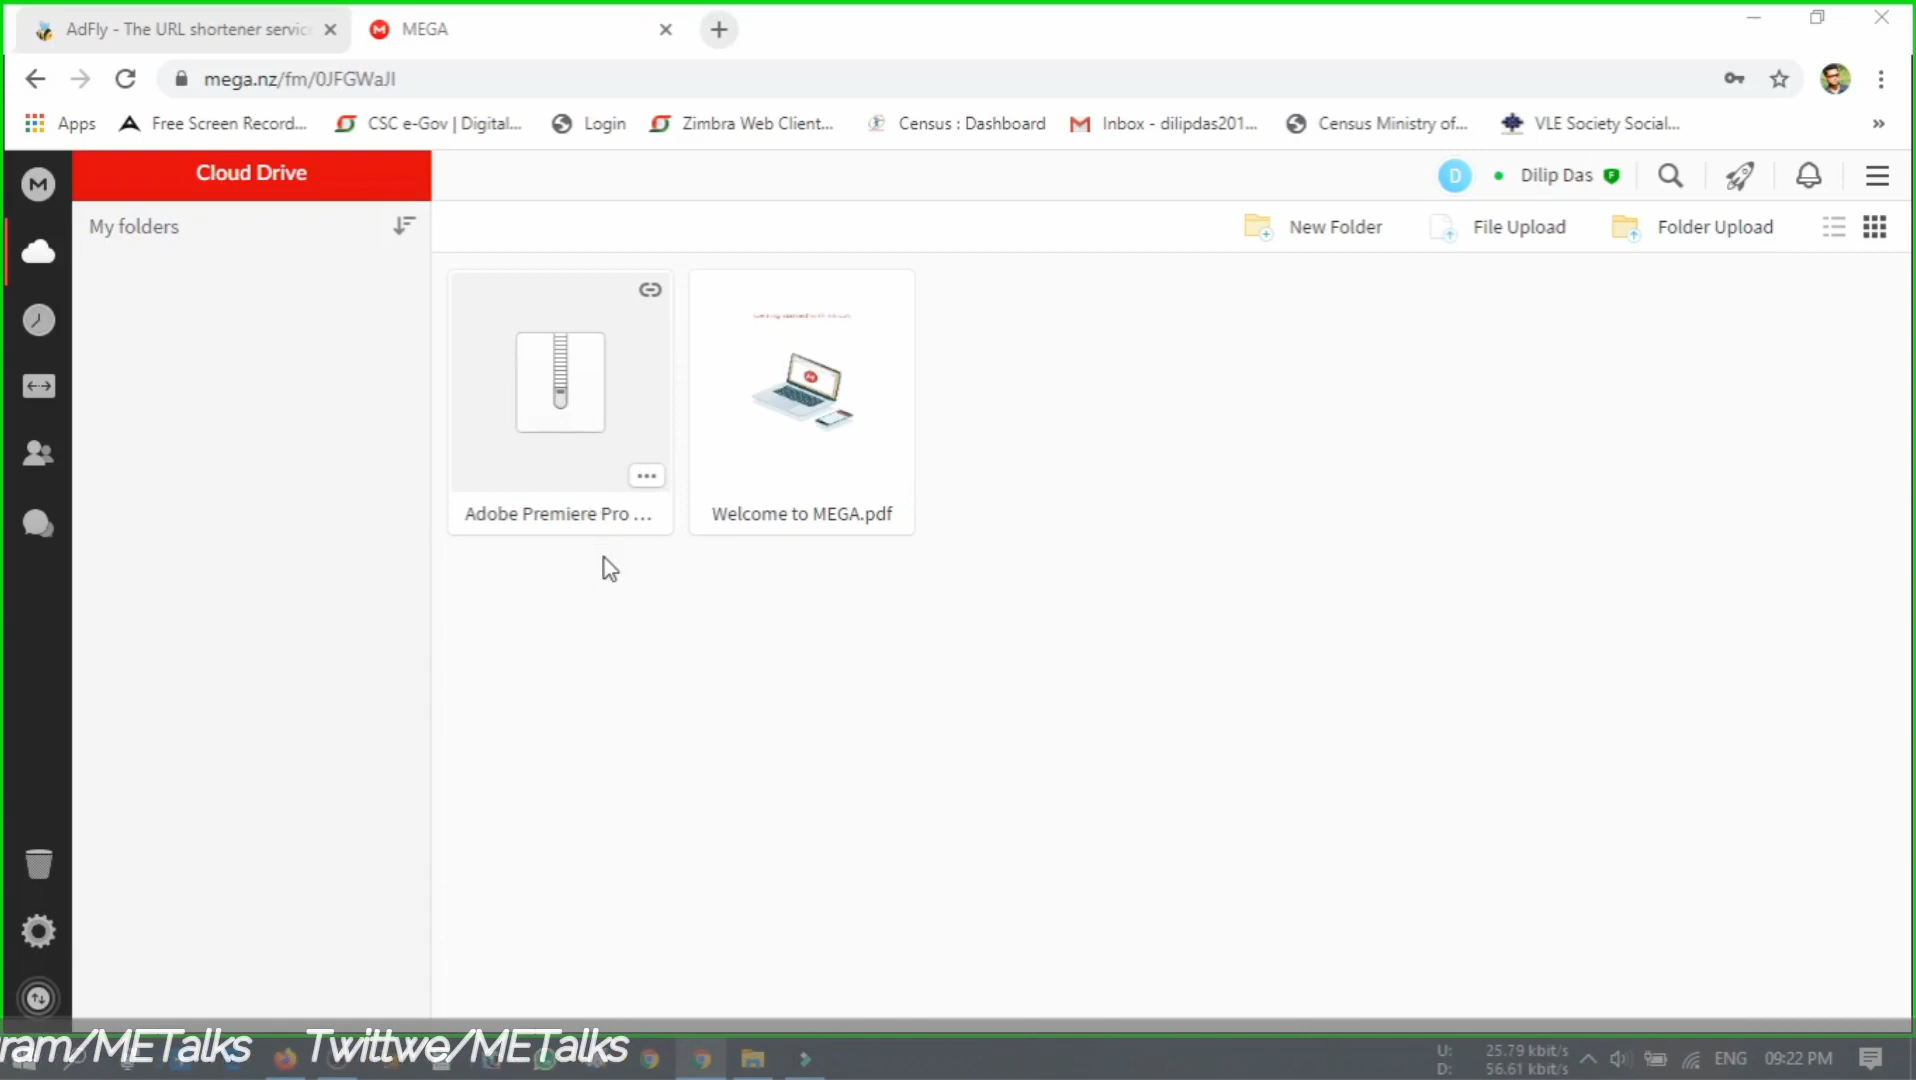 AdFly - The URL shortener servic
MEGA
mega.nz/fm/0JFGWaJI
Apps
Free Screen Record...
CSC e-Gov | Digital...
Login
Zimbra Web Client...
Census : Dashboard
Inbox - dilipdas201...
Census Ministry of...
VLE Society Social...
»
Cloud Drive
D
Dilip Das
My folders
New Folder
File Upload
Folder Upload
Adobe Premiere Pro ...
Welcome to MEGA.pdf
ram/METalks Twittwe/METalks
U: 25.79 kbit/s
D: 56.61 kbit/s
ENG
09:22 PM